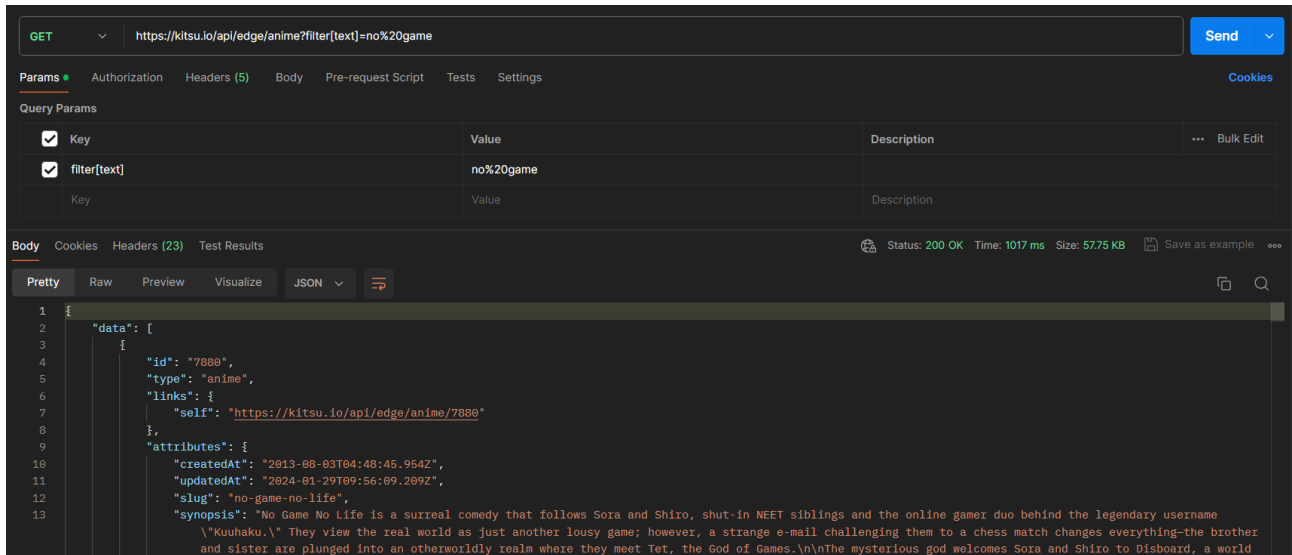 GET https://kitsu.io/api/edge/anime?filter[text]=no%20game Send
Params Authorization Headers (5) Body Pre-request Script Tests Settings Cookies
Query Params
Key Value Description ••• Bulk Edit
filter[text] no%20game
Key Value Description
Body Cookies Headers (23) Test Results Status: 200 OK Time: 1017 ms Size: 57.75 KB Save as example
Pretty Raw Preview Visualize JSON
1 {
2 "data": [
3 {
4 "id": "7880",
5 "type": "anime",
6 "links": {
7 "self": "https://kitsu.io/api/edge/anime/7880"
8 },
9 "attributes": {
10 "createdAt": "2013-08-03T04:48:45.954Z",
11 "updatedAt": "2024-01-29T09:56:09.209Z",
12 "slug": "no-game-no-life",
13 "synopsis": "No Game No Life is a surreal comedy that follows Sora and Shiro, shut-in NEET siblings and the online gamer duo behind the legendary username
\"Kuuhaku.\" They view the real world as just another lousy game; however, a strange e-mail challenging them to a chess match changes everything—the brother
and sister are plunged into an otherworldly realm where they meet Tet, the God of Games.\n\nThe mysterious god welcomes Sora and Shiro to Disboard, a world